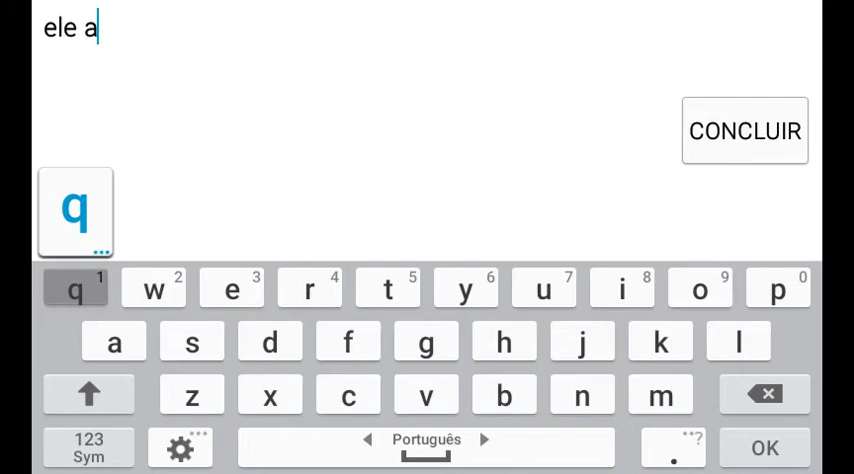 ele a
CONCLUIR
q
...
q 1 w 2 e 3 r 4 t 5 y 6 u 7 i 8 o 9 p 0
a s d f g h j k l
z x c v b n m
123 Sym ... Português . ..? OK